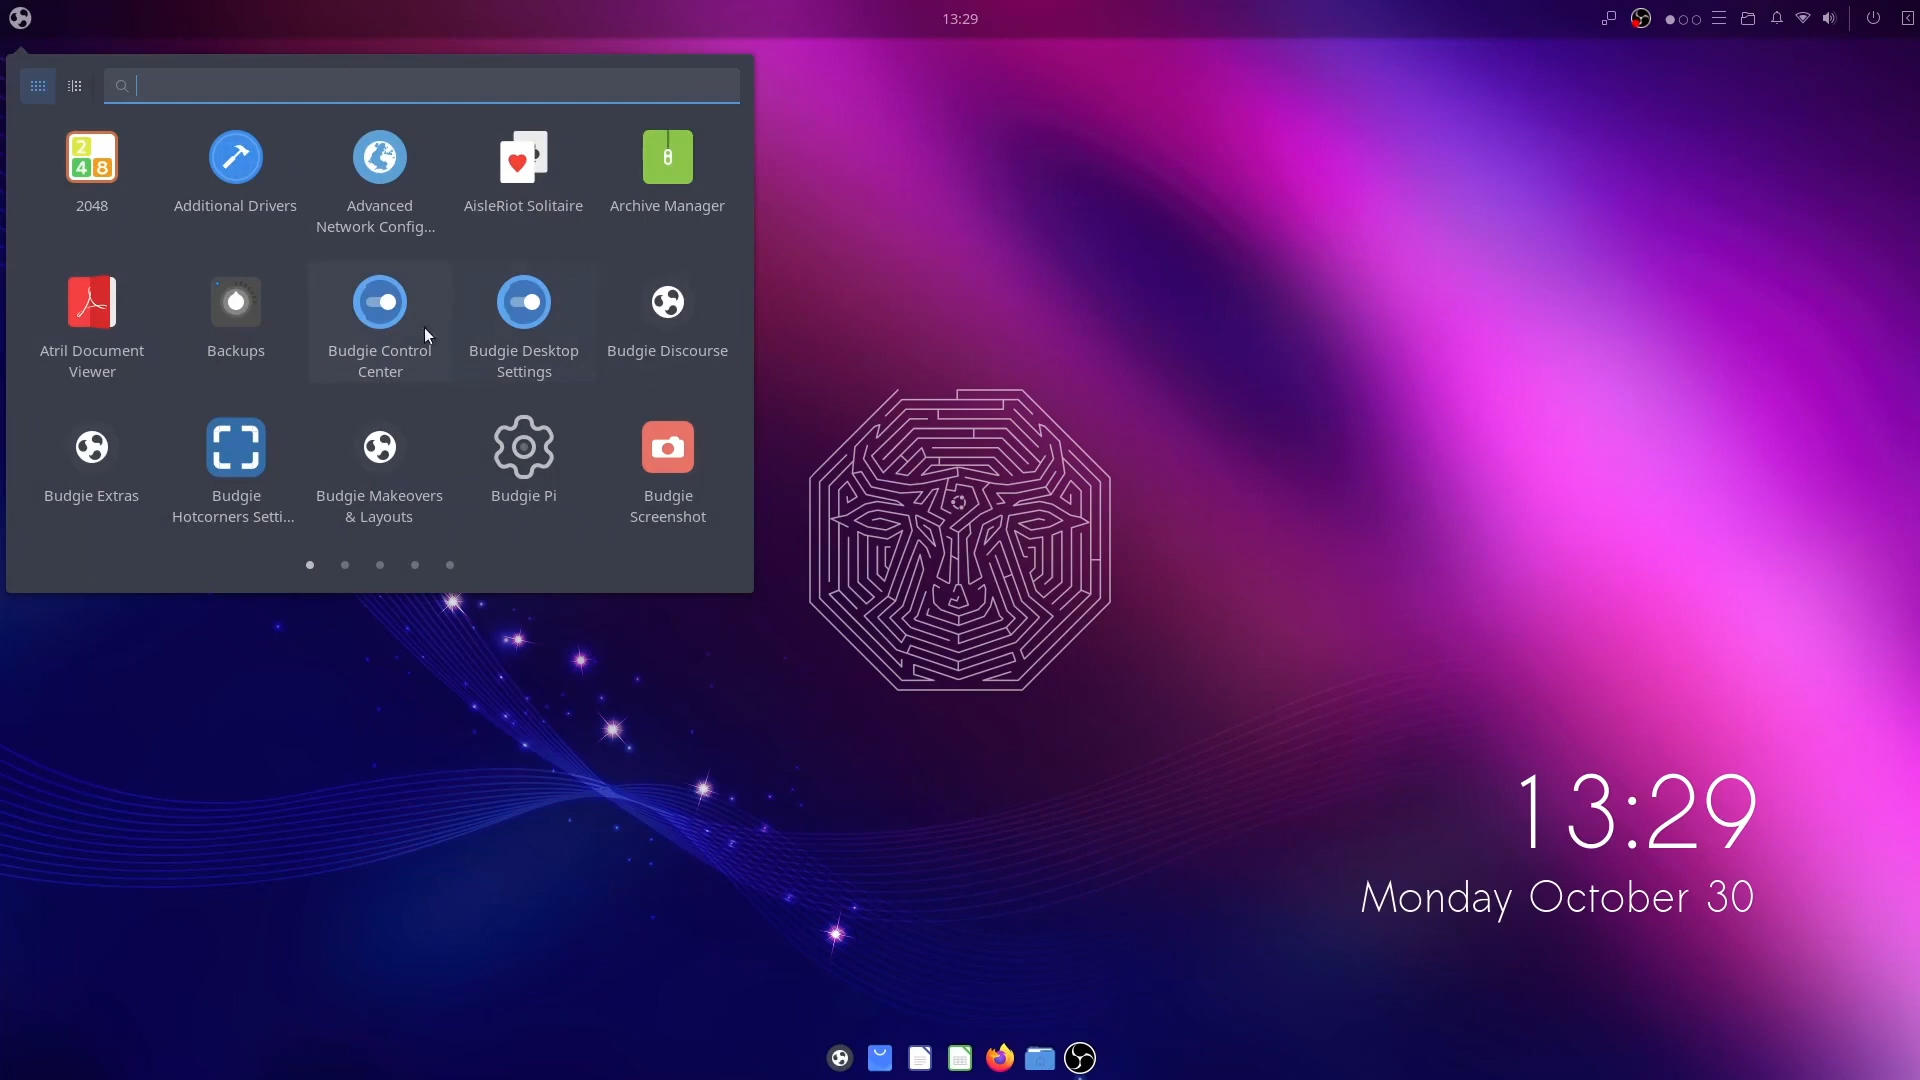 13:29
2048
Additional Drivers
Advanced
Network Config...
AisleRiot Solitaire
Archive Manager
Atril Document
Viewer
Backups
Budgie Control
Center
Budgie Desktop
Settings
Budgie Discourse
Budgie Extras
Budgie
Hotcorners Setti...
Budgie Makeovers
& Layouts
Budgie Pi
Budgie
Screenshot
13:29
Monday October 30